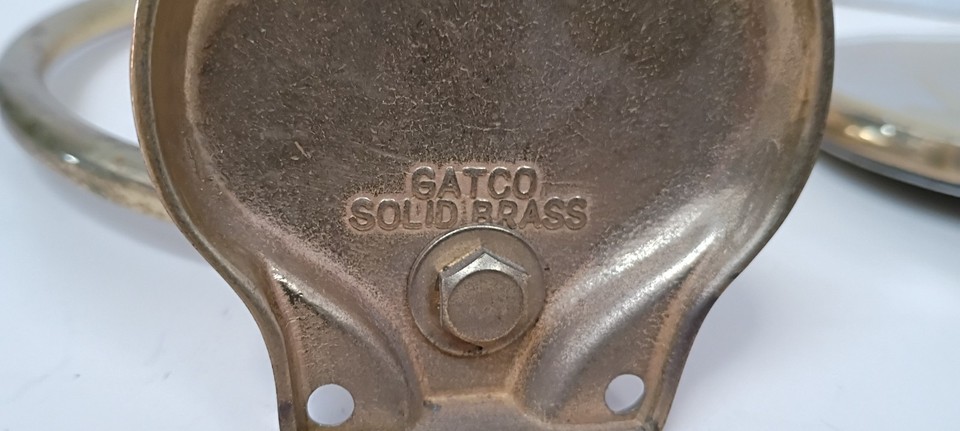 GATCO
SOLID BRASS